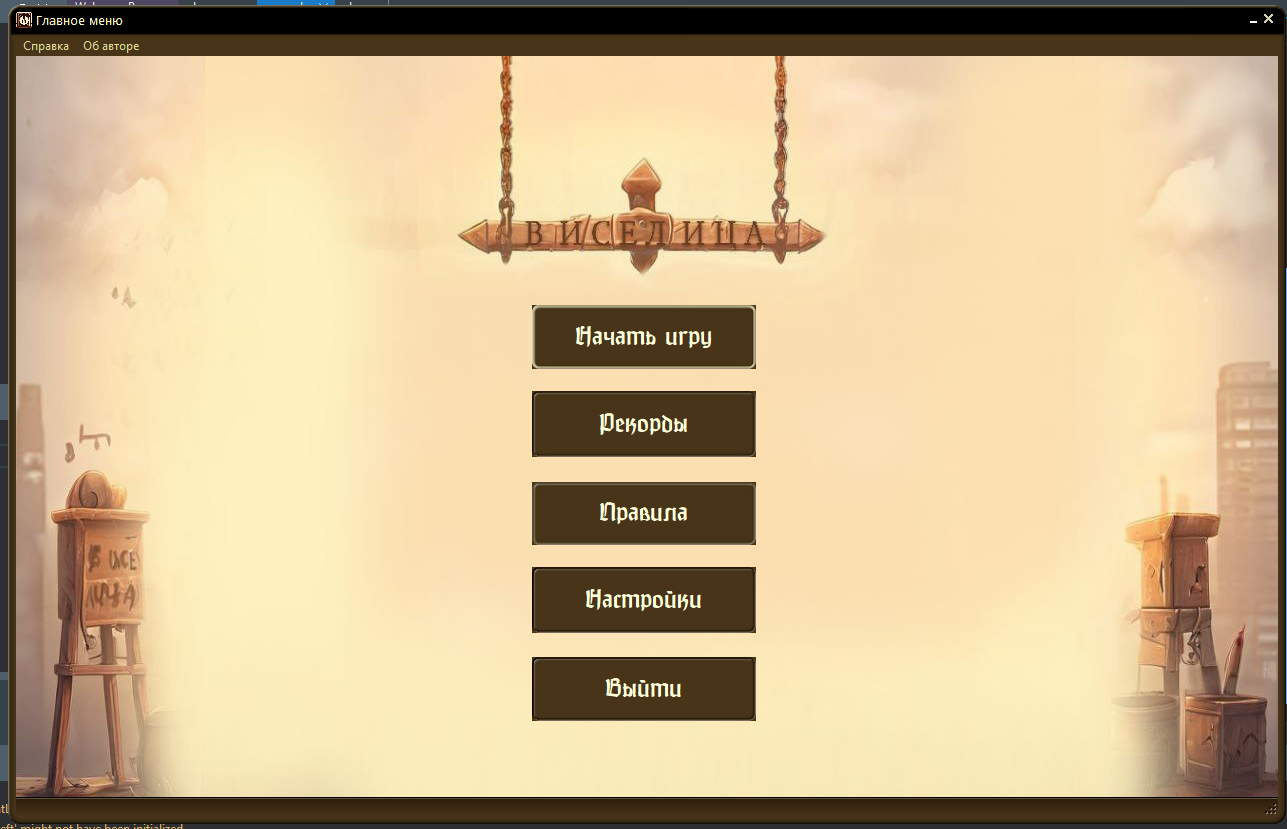 Главное меню
Справка Об авторе
ВИСЕЛИЦА
Начать игру
Рекорды
Правила
Настройки
Выйти